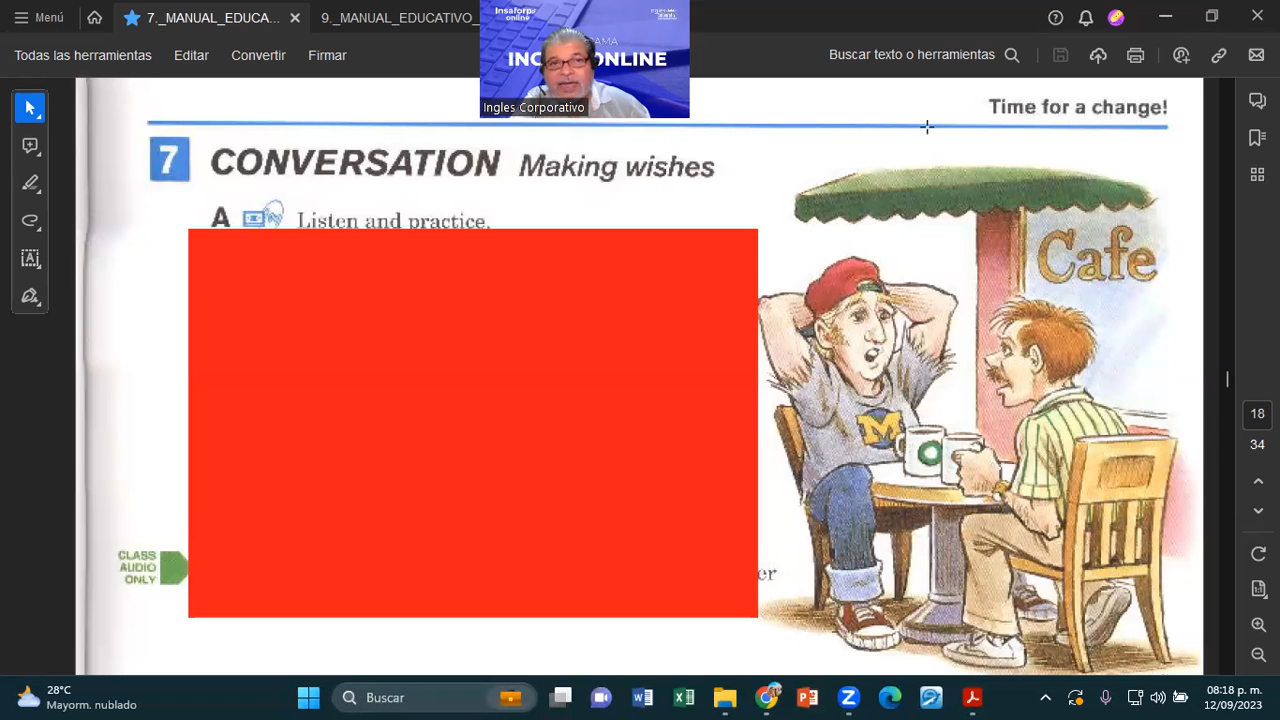 Menú
7._MANUAL_EDUCA...
9._MANUAL_EDUCATIVO_
Insaforp
online
INC
ONLINE
Ingles Corporativo
Todas las herramientas
Editar
Convertir
Firmar
Buscar texto o herramientas
Time for a change!
7 CONVERSATION Making wishes
A Listen and practice.
Cafe
M
CLASS
AUDIO
ONLY
er
18
34
28°C
Mayorm. nublado
Buscar
08:18 p. m.
12/09/2023